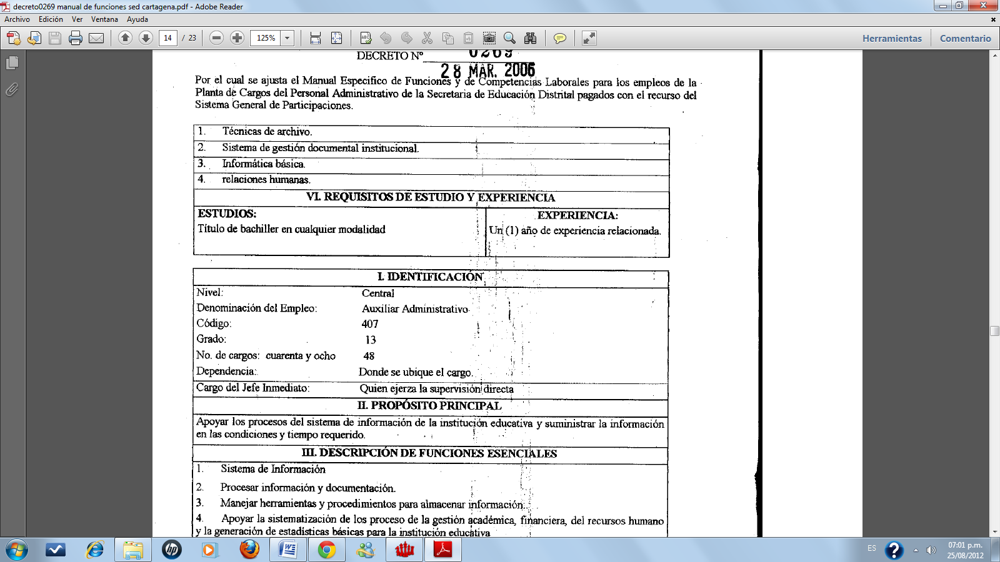 decreto0269 manual de funciones sed cartagena.pdf - Adobe Reader
Archivo Edición Ver Ventana Ayuda
14 / 23 125% Herramientas Comentario
DECRETO Nº 0269
28 MAR. 2006
Por el cual se ajusta el Manual Especifico de Funciones y de Competencias Laborales para los empleos de la
Planta de Cargos del Personal Administrativo de la Secretaria de Educación Distrital pagados con el recurso del
Sistema General de Participaciones.
1. Técnicas de archivo.
2. Sistema de gestión documental institucional.
3. Informática básica.
4. relaciones humanas.
VI. REQUISITOS DE ESTUDIO Y EXPERIENCIA
ESTUDIOS: EXPERIENCIA:
Título de bachiller en cualquier modalidad Un (1) año de experiencia relacionada.
I. IDENTIFICACIÓN
Nivel: Central
Denominación del Empleo: Auxiliar Administrativo
Código: 407
Grado: 13
No. de cargos: cuarenta y ocho 48
Dependencia: Donde se ubique el cargo.
Cargo del Jefe Inmediato: Quien ejerza la supervisión directa
II. PROPÓSITO PRINCIPAL
Apoyar los procesos del sistema de información de la institución educativa y suministrar la información
en las condiciones y tiempo requerido.
III. DESCRIPCIÓN DE FUNCIONES ESENCIALES
1. Sistema de Información
2. Procesar información y documentación.
3. Manejar herramientas y procedimientos para almacenar información.
4. Apoyar la sistematización de los proceso de la gestión académica, financiera, del recursos humano
y la generación de estadísticas básicas para la institución educativa
ES 07:01 p.m.
25/08/2012